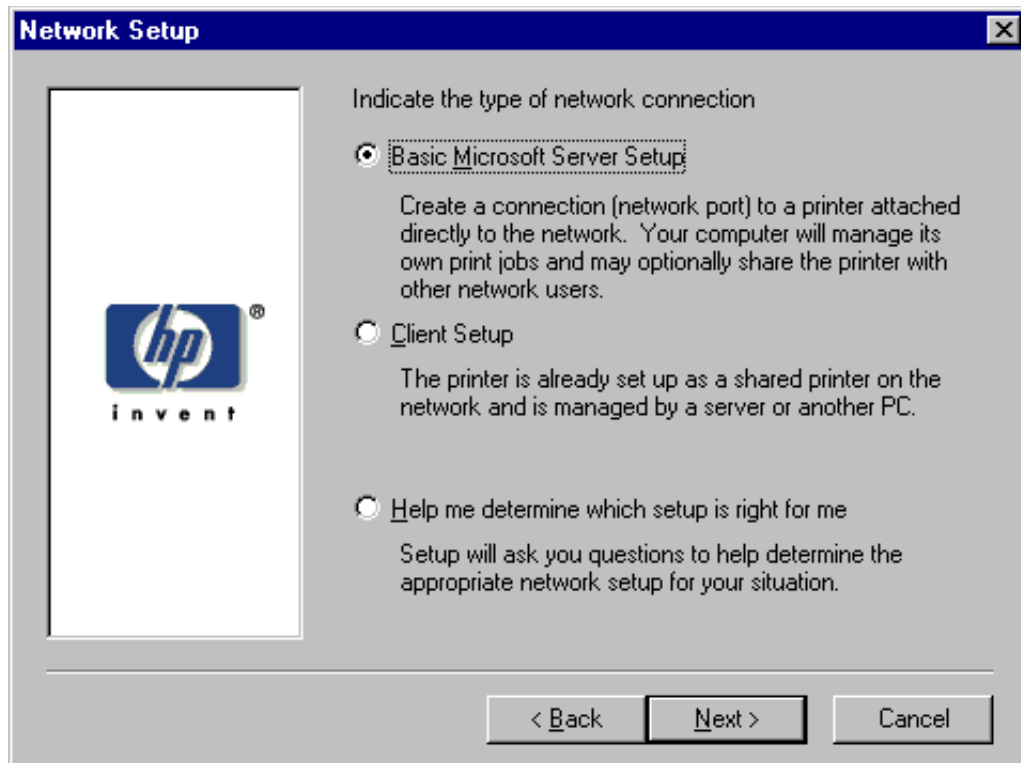 Network Setup
Indicate the type of network connection
Basic Microsoft Server Setup
Create a connection (network port) to a printer attached
directly to the network.  Your computer will manage its
own print jobs and may optionally share the printer with
other network users.
hp ®
invent
Client Setup
The printer is already set up as a shared printer on the
network and is managed by a server or another PC.
Help me determine which setup is right for me
Setup will ask you questions to help determine the
appropriate network setup for your situation.
< Back
Next >
Cancel